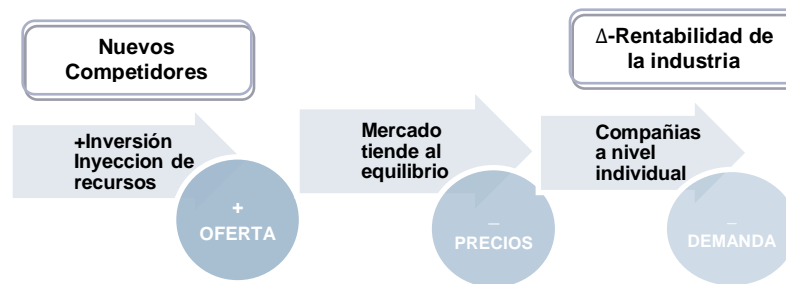 Nuevos
Competidores
Δ-Rentabilidad de
la industria
+Inversión
Inyeccion de
recursos
+
OFERTA
Mercado
tiende al
equilibrio
–
PRECIOS
Compañias
a nivel
individual
–
DEMANDA